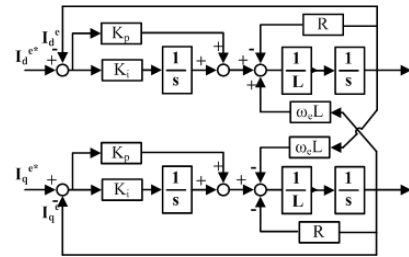 I_d^e
R
K_p
I_d^e*
- + + + -
K_i
1/s
1/L
1/s
+
ω_eL
ω_eL
K_p
I_q^e*
+ + + -
K_i
1/s
1/L
1/s
I_q^e
- -
R